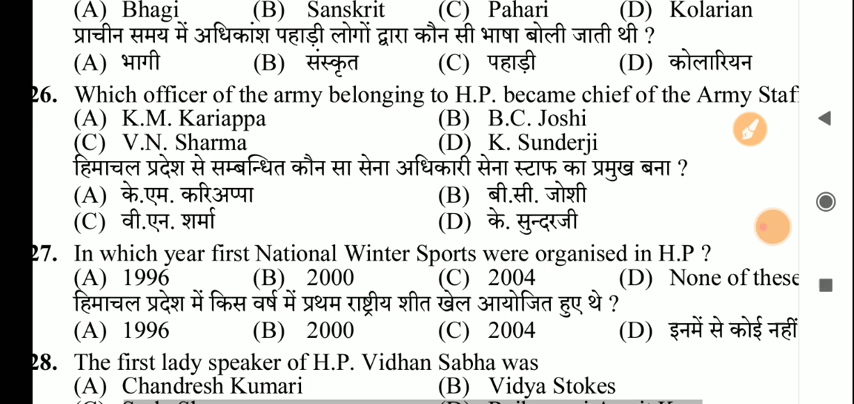 (A) Bhagi (B) Sanskrit (C) Pahari (D) Kolarian
प्राचीन समय में अधिकांश पहाड़ी लोगों द्वारा कौन सी भाषा बोली जाती थी ?
(A) भागी (B) संस्कृत (C) पहाड़ी (D) कोलारियन
26. Which officer of the army belonging to H.P. became chief of the Army Staf
(A) K.M. Kariappa (B) B.C. Joshi
(C) V.N. Sharma (D) K. Sunderji
हिमाचल प्रदेश से सम्बन्धित कौन सा सेना अधिकारी सेना स्टाफ का प्रमुख बना ?
(A) के.एम. करिअप्पा (B) बी.सी. जोशी
(C) वी.एन. शर्मा (D) के. सुन्दरजी
27. In which year first National Winter Sports were organised in H.P ?
(A) 1996 (B) 2000 (C) 2004 (D) None of these
हिमाचल प्रदेश में किस वर्ष में प्रथम राष्ट्रीय शीत खेल आयोजित हुए थे ?
(A) 1996 (B) 2000 (C) 2004 (D) इनमें से कोई नहीं
28. The first lady speaker of H.P. Vidhan Sabha was
(A) Chandresh Kumari (B) Vidya Stokes